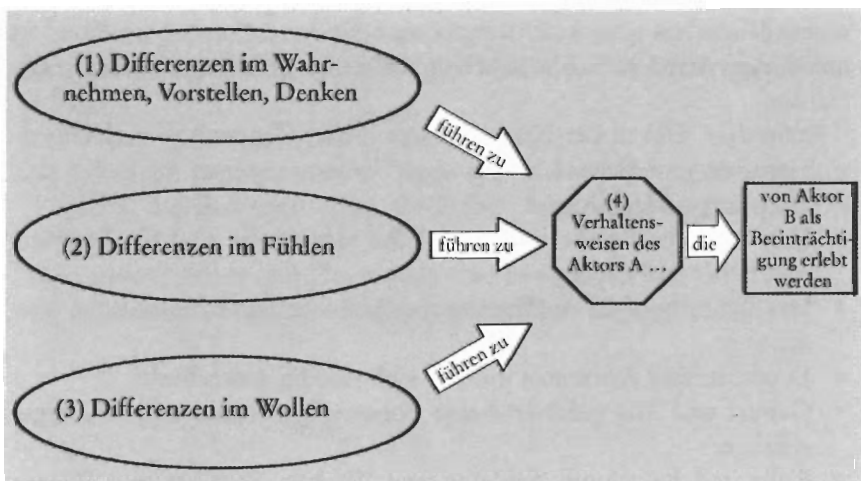 (1) Differenzen im Wahr-
nehmen, Vorstellen, Denken
führen zu
(2) Differenzen im Fühlen
führen zu
(3) Differenzen im Wollen
führen zu
(4)
Verhaltens-
weisen des
Aktors A ...
die
von Aktor
B als
Beeinträchti-
gung erlebt
werden